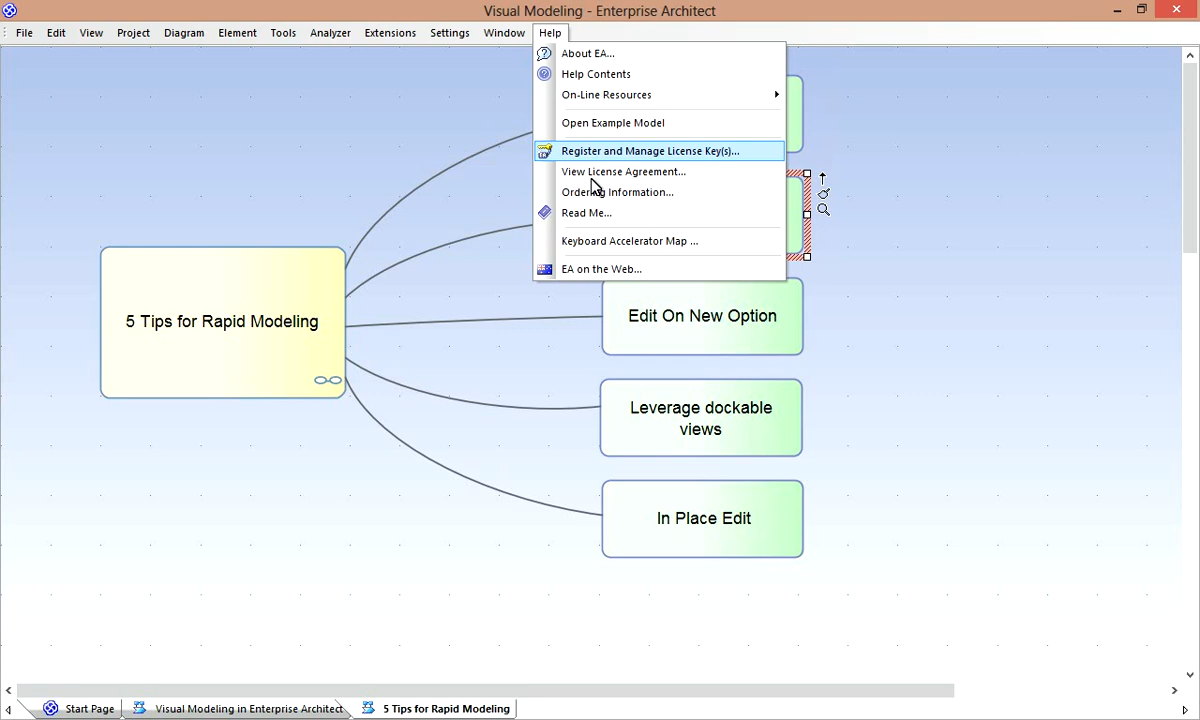 Visual Modeling - Enterprise Architect
File Edit View Project Diagram Element Tools Analyzer Extensions Settings Window Help
About EA...
Help Contents
On-Line Resources
Open Example Model
Register and Manage License Key(s)...
View License Agreement...
Ordering Information...
Read Me...
Keyboard Accelerator Map ...
EA on the Web...
5 Tips for Rapid Modeling
Edit On New Option
Leverage dockable
views
In Place Edit
Start Page Visual Modeling in Enterprise Architect 5 Tips for Rapid Modeling